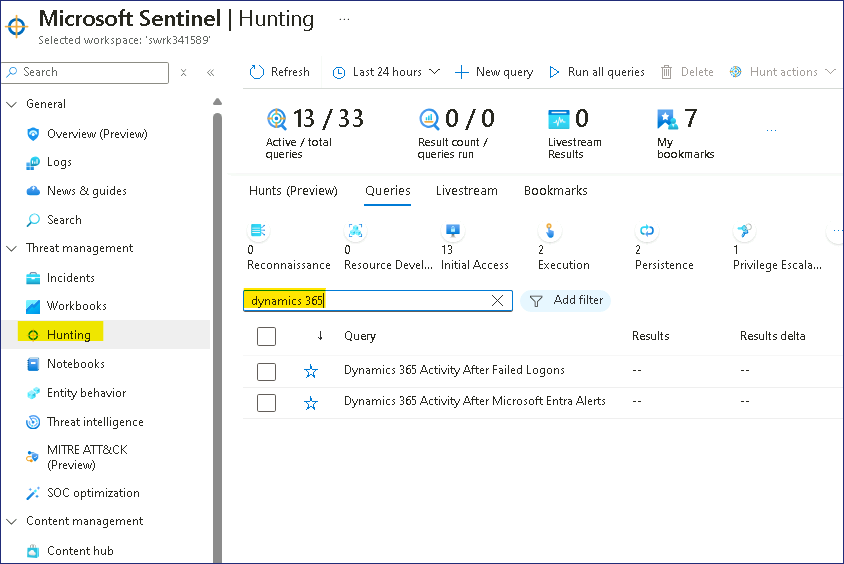 Microsoft Sentinel | Hunting ...
Selected workspace: 'swrk341589'
Search
Refresh
Last 24 hours
New query
Run all queries
Delete
Hunt actions
General
Overview (Preview)
Logs
News & guides
Search
Threat management
Incidents
Workbooks
Hunting
Notebooks
Entity behavior
Threat intelligence
MITRE ATT&CK
(Preview)
SOC optimization
Content management
Content hub
13 / 33
Active / total
queries
0 / 0
Result count /
queries run
0
Livestream
Results
7
My
bookmarks
...
Hunts (Preview)
Queries
Livestream
Bookmarks
0
Reconnaissance
0
Resource Devel...
13
Initial Access
2
Execution
2
Persistence
1
Privilege Escala...
...
dynamics 365
Add filter
Query
Results
Results delta
Dynamics 365 Activity After Failed Logons
--
--
Dynamics 365 Activity After Microsoft Entra Alerts
--
--